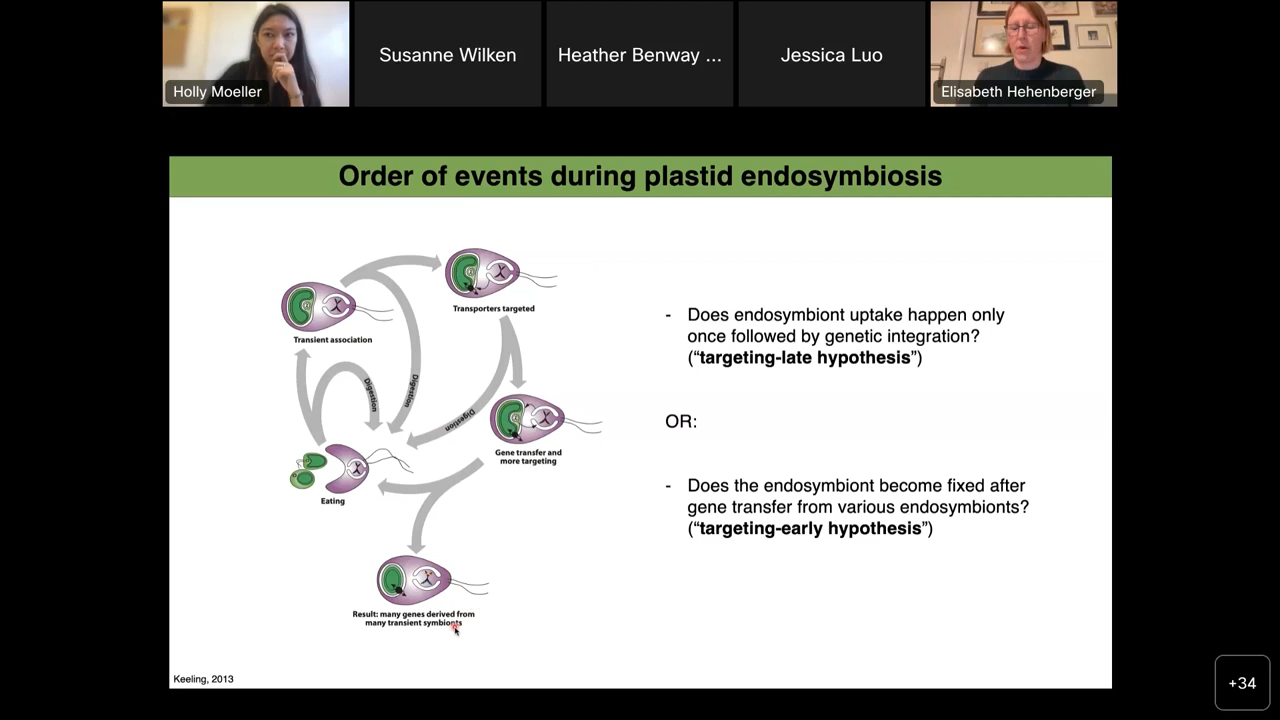 Holly Moeller
Susanne Wilken
Heather Benway ...
Jessica Luo
Elisabeth Hehenberger
Order of events during plastid endosymbiosis
Transient association
Transporters targeted
Digestion
Digestion
Digestion
Gene transfer and
more targeting
Eating
Result: many genes derived from
many transient symbionts
- Does endosymbiont uptake happen only
once followed by genetic integration?
(“targeting-late hypothesis”)
OR:
- Does the endosymbiont become fixed after
gene transfer from various endosymbionts?
(“targeting-early hypothesis”)
Keeling, 2013
+34